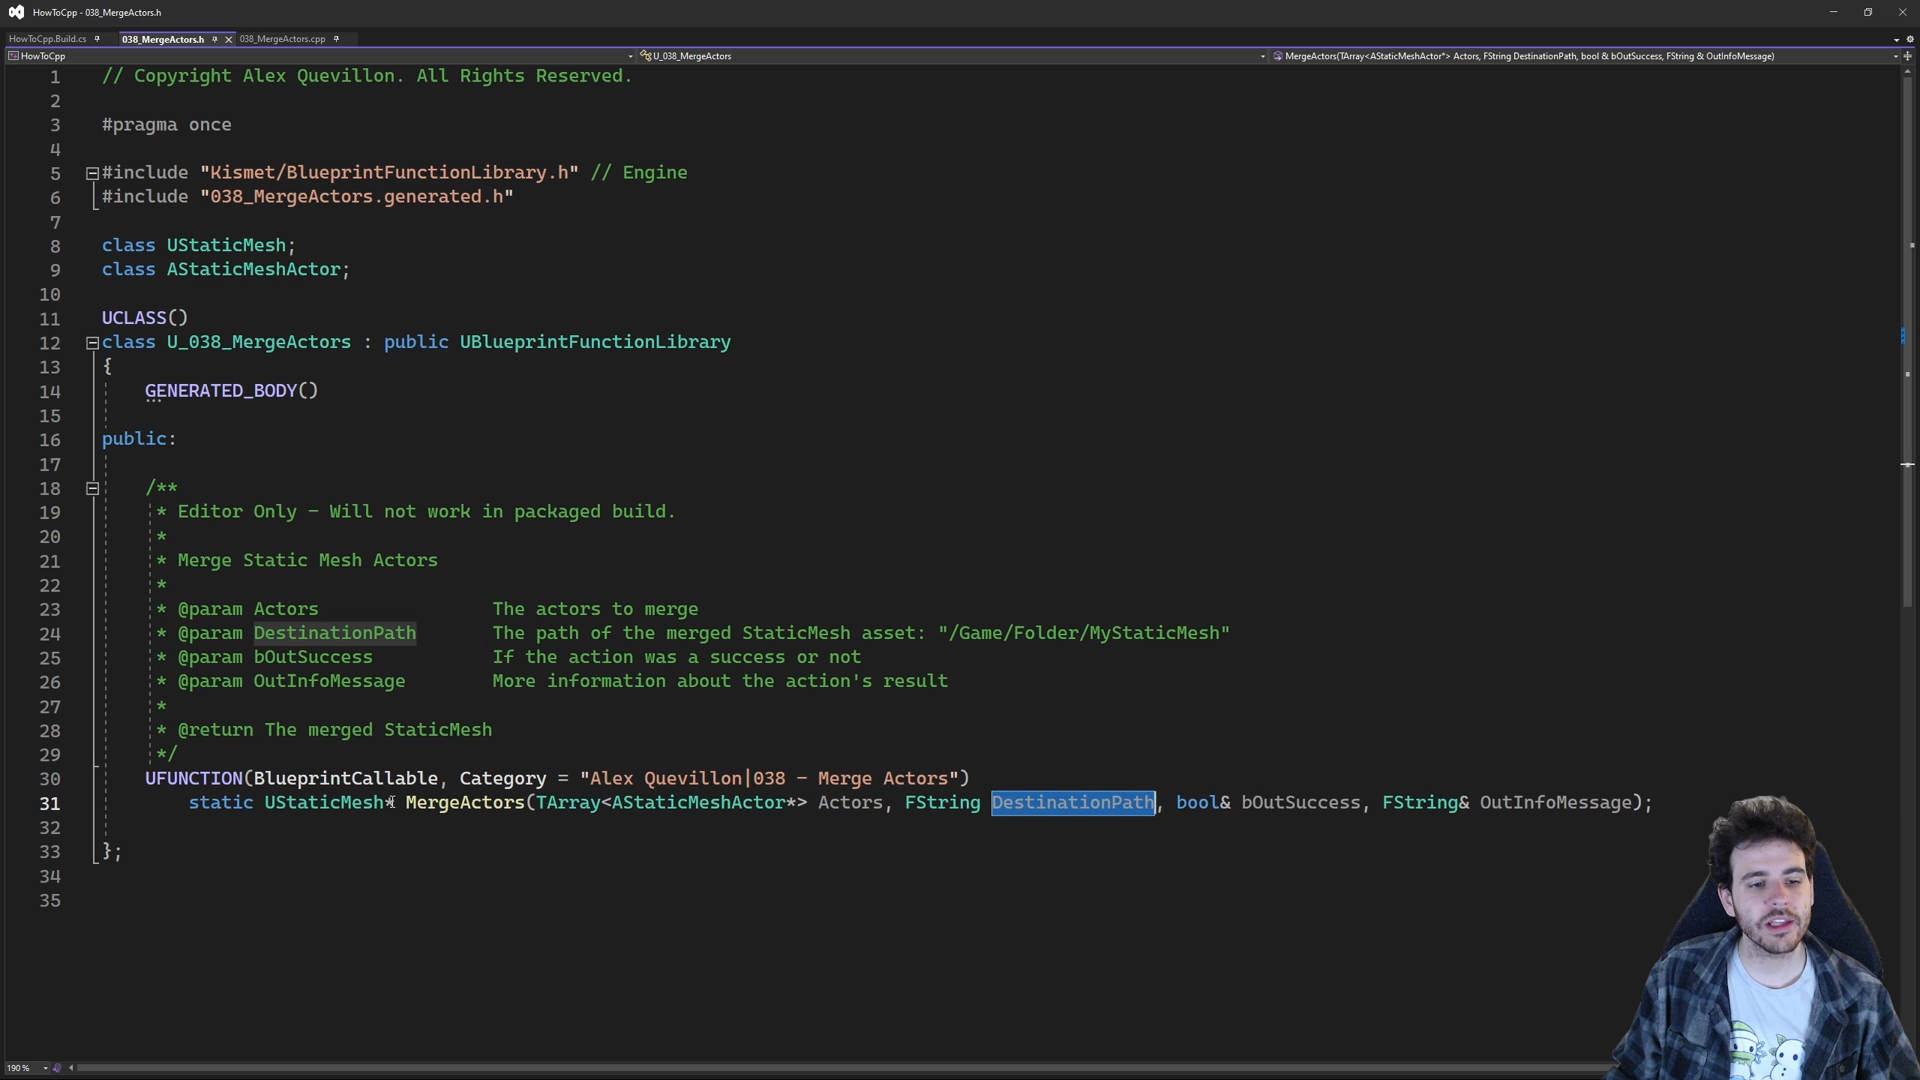 HowToCpp - 038_MergeActors.h
HowToCpp.Build.cs 038_MergeActors.h 038_MergeActors.cpp
HowToCpp U_038_MergeActors MergeActors(TArray<AStaticMeshActor*> Actors, FString DestinationPath, bool & bOutSuccess, FString & OutInfoMessage)
1 // Copyright Alex Quevillon. All Rights Reserved.
2
3 #pragma once
4
5 #include "Kismet/BlueprintFunctionLibrary.h" // Engine
6 #include "038_MergeActors.generated.h"
7
8 class UStaticMesh;
9 class AStaticMeshActor;
10
11 UCLASS()
12 class U_038_MergeActors : public UBlueprintFunctionLibrary
13 {
14 GENERATED_BODY()
15
16 public:
17
18 /**
19 * Editor Only - Will not work in packaged build.
20 *
21 * Merge Static Mesh Actors
22 *
23 * @param Actors The actors to merge
24 * @param DestinationPath The path of the merged StaticMesh asset: "/Game/Folder/MyStaticMesh"
25 * @param bOutSuccess If the action was a success or not
26 * @param OutInfoMessage More information about the action's result
27 *
28 * @return The merged StaticMesh
29 */
30 UFUNCTION(BlueprintCallable, Category = "Alex Quevillon|038 - Merge Actors")
31 static UStaticMesh* MergeActors(TArray<AStaticMeshActor*> Actors, FString DestinationPath, bool& bOutSuccess, FString& OutInfoMessage);
32
33 };
34
35
190 %